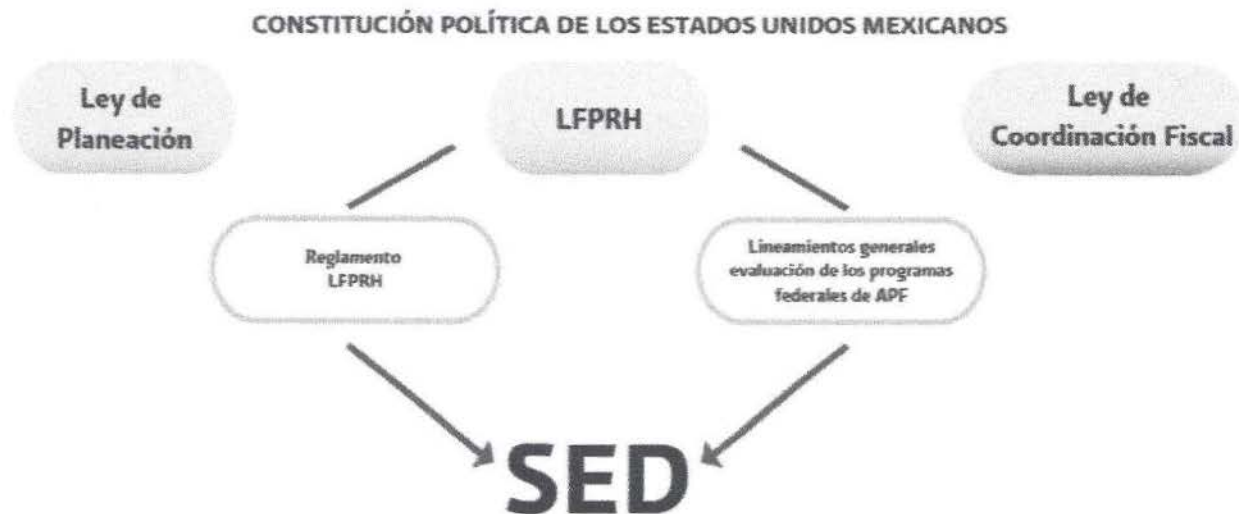 CONSTITUCIÓN POLÍTICA DE LOS ESTADOS UNIDOS MEXICANOS
Ley de
Planeación
LFPRH
Ley de
Coordinación Fiscal
Reglamento
LFPRH
Lineamientos generales
evaluación de los programas
federales de APF
SED